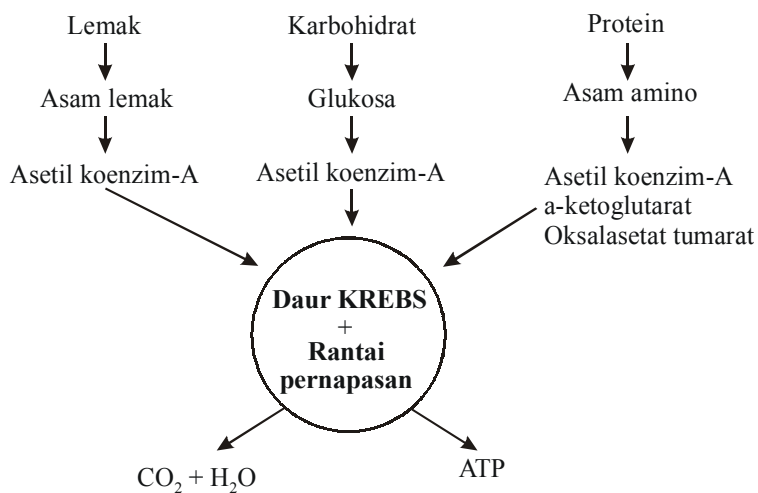 Lemak
Karbohidrat
Protein
Asam lemak
Glukosa
Asam amino
Asetil koenzim-A
Asetil koenzim-A
Asetil koenzim-A
a-ketoglutarat
Oksalasetat tumarat
Daur KREBS
+
Rantai
pernapasan
CO₂ + H₂O
ATP